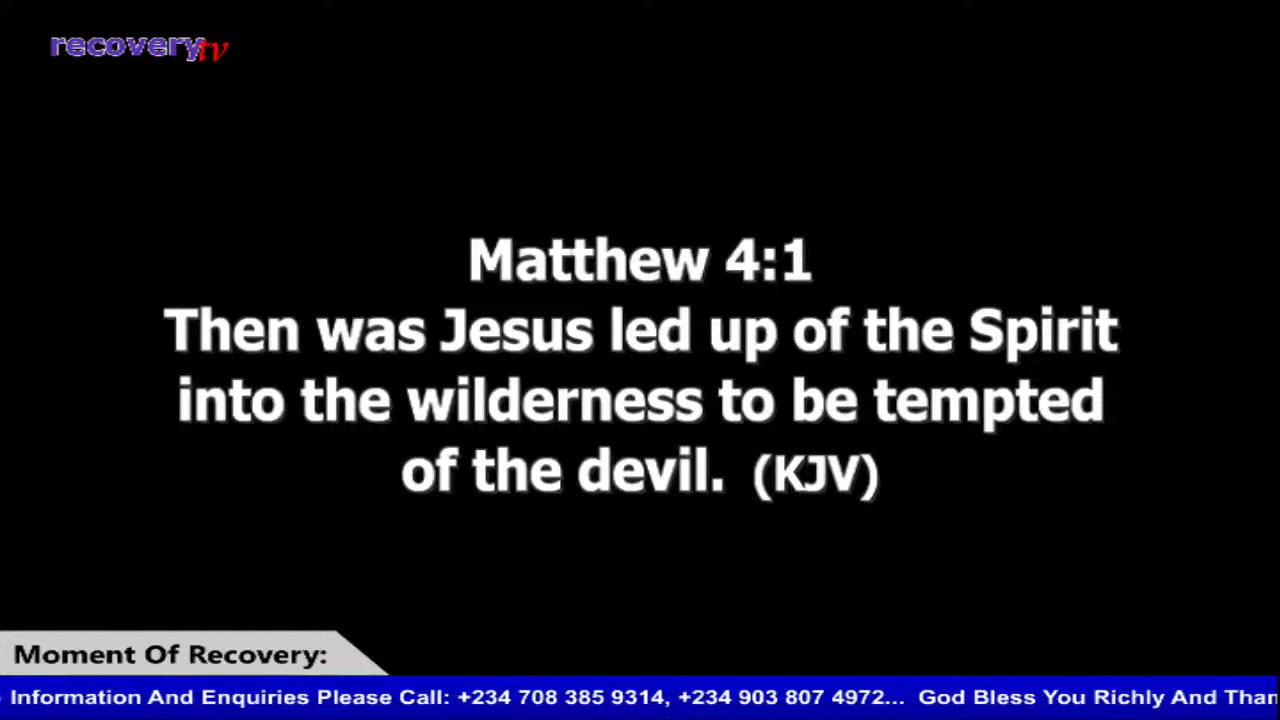 recoverytv
Matthew 4:1
Then was Jesus led up of the Spirit
into the wilderness to be tempted
of the devil. (KJV)
Moment Of Recovery:
Information And Enquiries Please Call: +234 708 385 9314, +234 903 807 4972... God Bless You Richly And